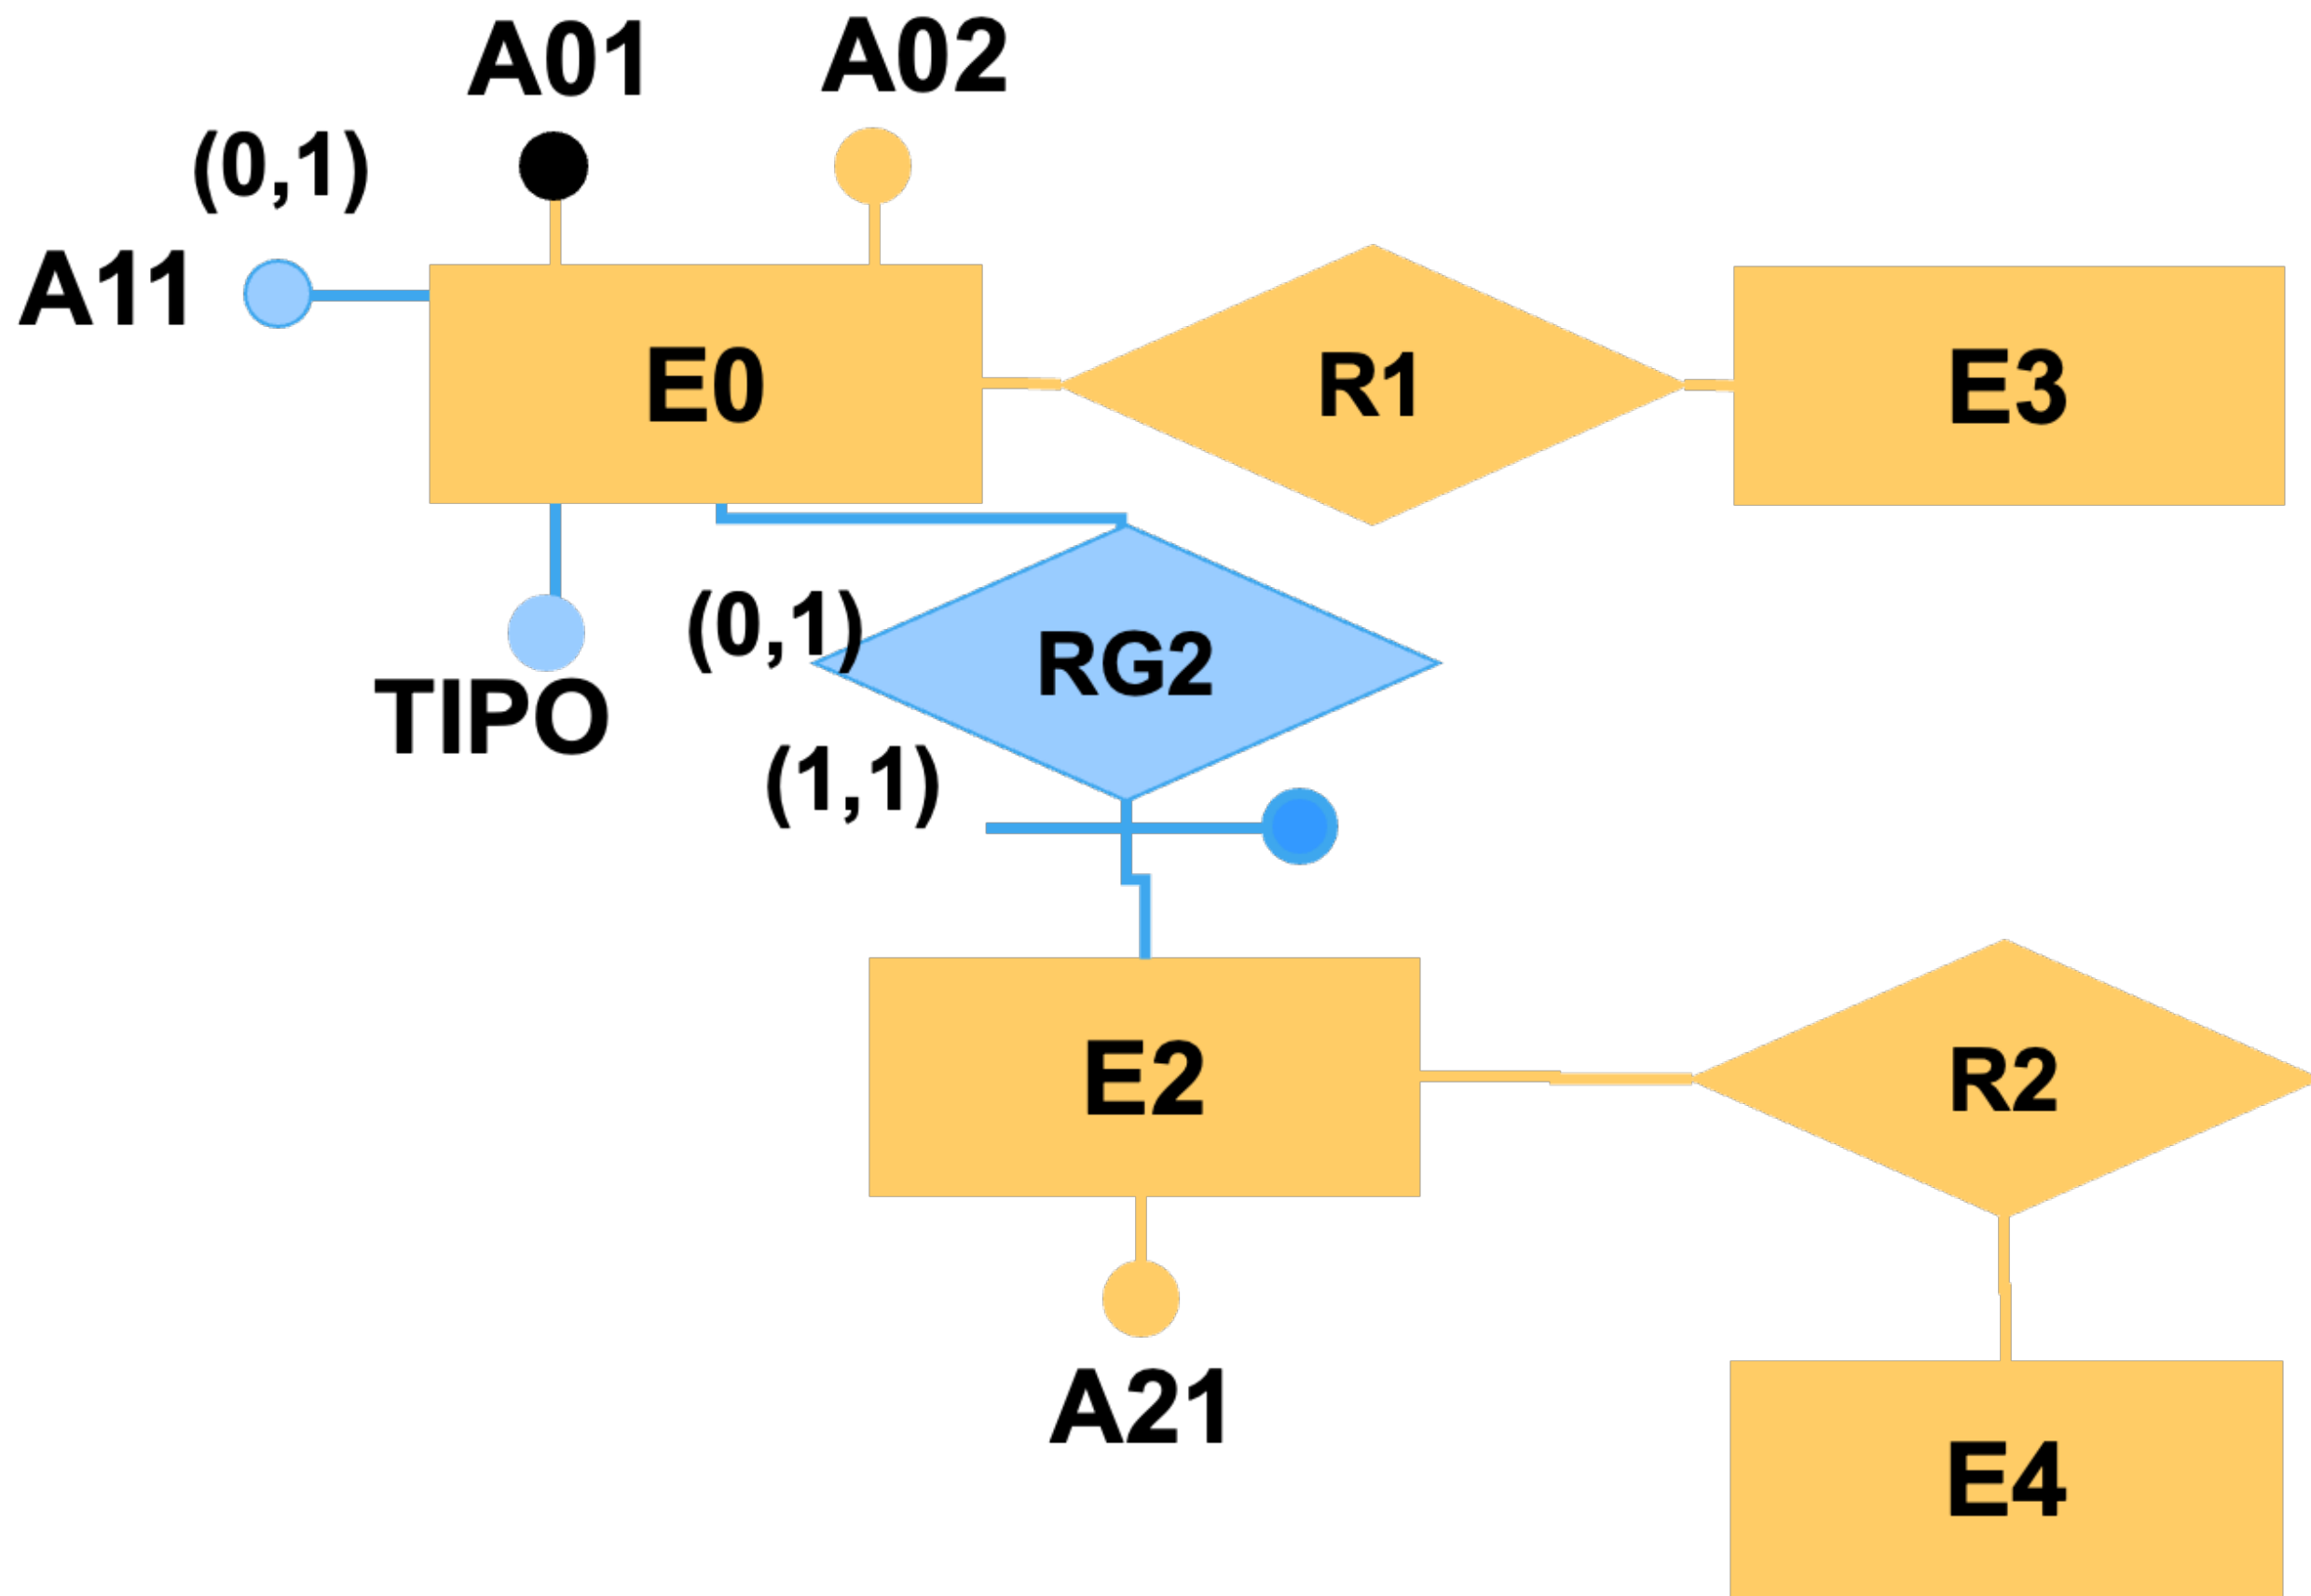 A01
A02
(0,1)
A11
E0
R1
E3
TIPO
(0,1)
RG2
(1,1)
E2
R2
A21
E4